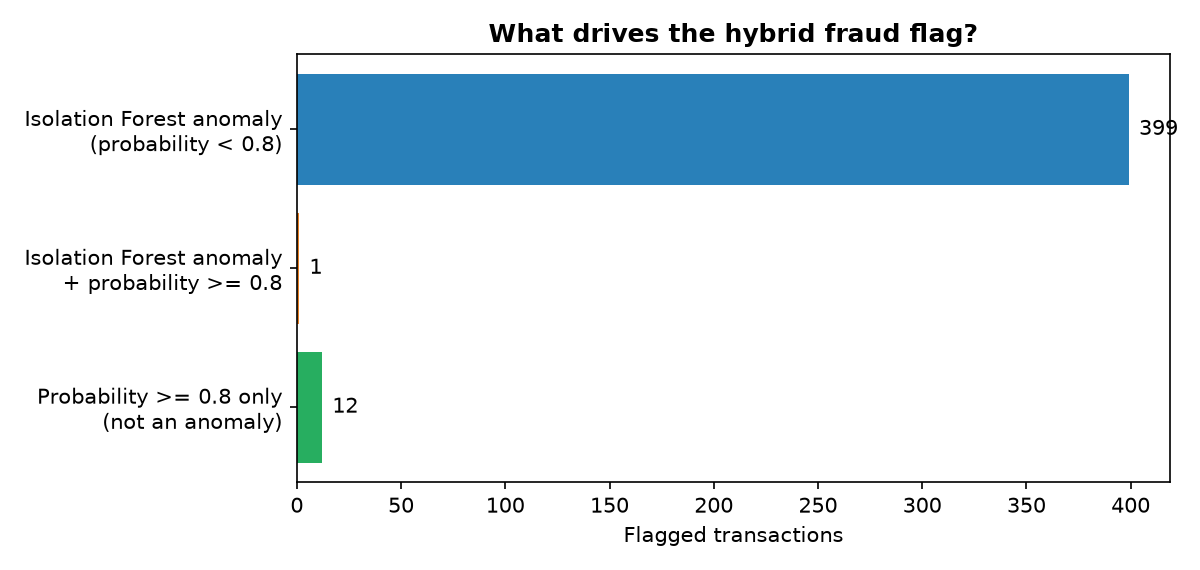 What drives the hybrid fraud flag?
Isolation Forest anomaly
(probability < 0.8)
399
Isolation Forest anomaly
+ probability >= 0.8
1
Probability >= 0.8 only
(not an anomaly)
12
0 50 100 150 200 250 300 350 400
Flagged transactions